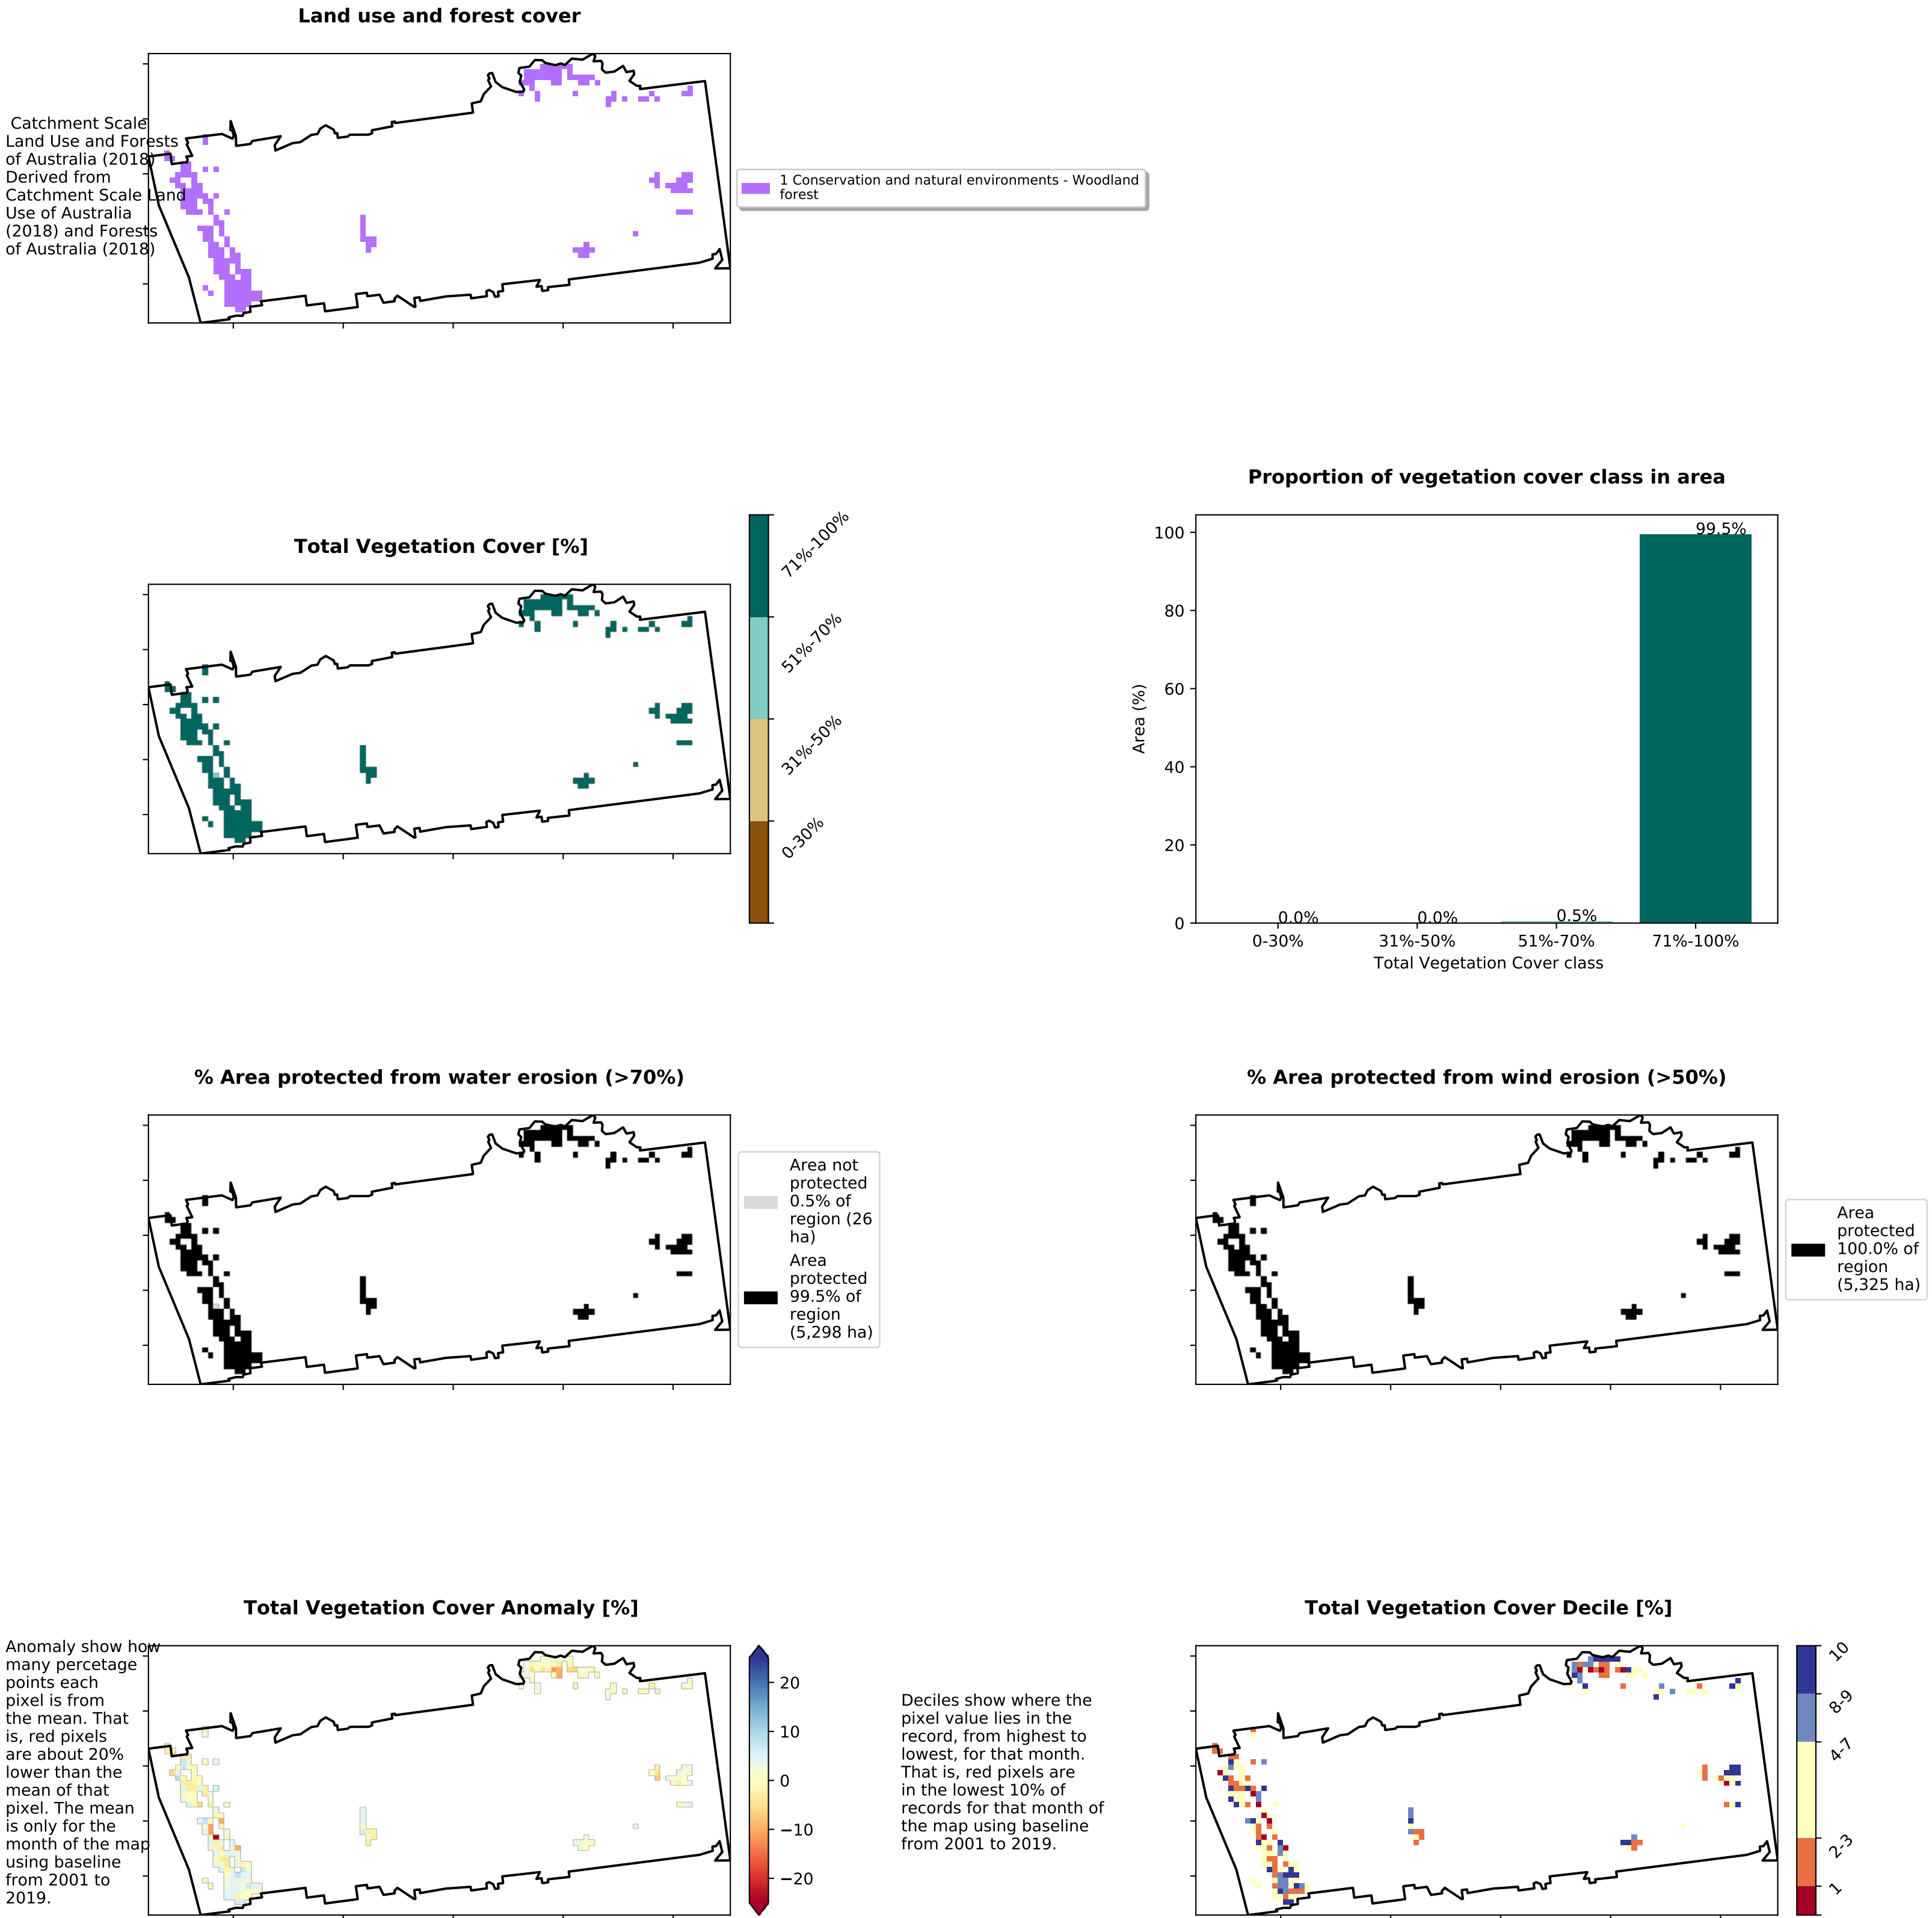 Land use and forest cover
Catchment Scale
Land Use and Forests
of Australia (2018)
Derived from
Catchment Scale Land
Use of Australia
(2018) and Forests
of Australia (2018)
1 Conservation and natural environments - Woodland
forest
Total Vegetation Cover [%]
71%-100%
51%-70%
31%-50%
0-30%
Proportion of vegetation cover class in area
100
80
60
40
20
0
Area (%)
0.0%
0.0%
0.5%
99.5%
0-30%
31%-50%
51%-70%
71%-100%
Total Vegetation Cover class
% Area protected from water erosion (>70%)
Area not
protected
0.5% of
region (26
ha)
Area
protected
99.5% of
region
(5,298 ha)
% Area protected from wind erosion (>50%)
Area
protected
100.0% of
region
(5,325 ha)
Total Vegetation Cover Anomaly [%]
Anomaly show how
many percetage
points each
pixel is from
the mean. That
is, red pixels
are about 20%
lower than the
mean of that
pixel. The mean
is only for the
month of the map
using baseline
from 2001 to
2019.
20
10
0
−10
−20
Total Vegetation Cover Decile [%]
Deciles show where the
pixel value lies in the
record, from highest to
lowest, for that month.
That is, red pixels are
in the lowest 10% of
records for that month of
the map using baseline
from 2001 to 2019.
10
8-9
4-7
2-3
1